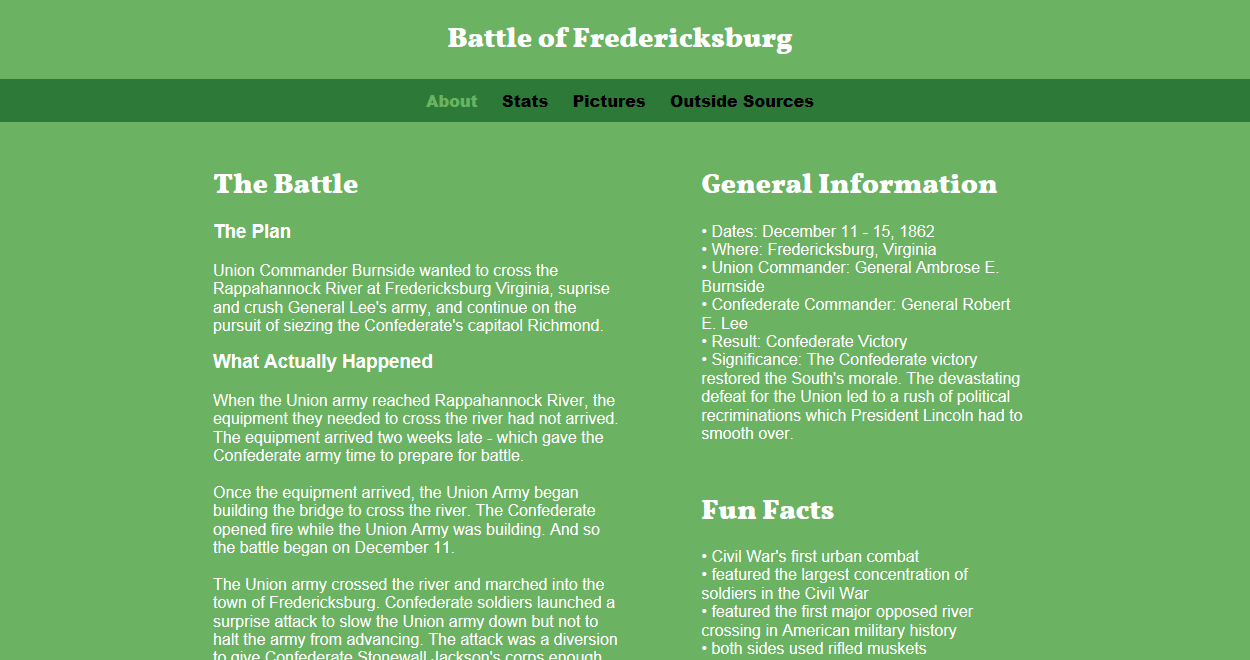 Battle of Fredericksburg
About Stats Pictures Outside Sources
The Battle
The Plan
Union Commander Burnside wanted to cross the
Rappahannock River at Fredericksburg Virginia, suprise
and crush General Lee's army, and continue on the
pursuit of siezing the Confederate's capitaol Richmond.
What Actually Happened
When the Union army reached Rappahannock River, the
equipment they needed to cross the river had not arrived.
The equipment arrived two weeks late - which gave the
Confederate army time to prepare for battle.
Once the equipment arrived, the Union Army began
building the bridge to cross the river. The Confederate
opened fire while the Union Army was building. And so
the battle began on December 11.
The Union army crossed the river and marched into the
town of Fredericksburg. Confederate soldiers launched a
surprise attack to slow the Union army down but not to
halt the army from advancing. The attack was a diversion
to give Confederate Stonewall Jackson's corps enough
General Information
• Dates: December 11 - 15, 1862
• Where: Fredericksburg, Virginia
• Union Commander: General Ambrose E.
Burnside
• Confederate Commander: General Robert
E. Lee
• Result: Confederate Victory
• Significance: The Confederate victory
restored the South's morale. The devastating
defeat for the Union led to a rush of political
recriminations which President Lincoln had to
smooth over.
Fun Facts
• Civil War's first urban combat
• featured the largest concentration of
soldiers in the Civil War
• featured the first major opposed river
crossing in American military history
• both sides used rifled muskets